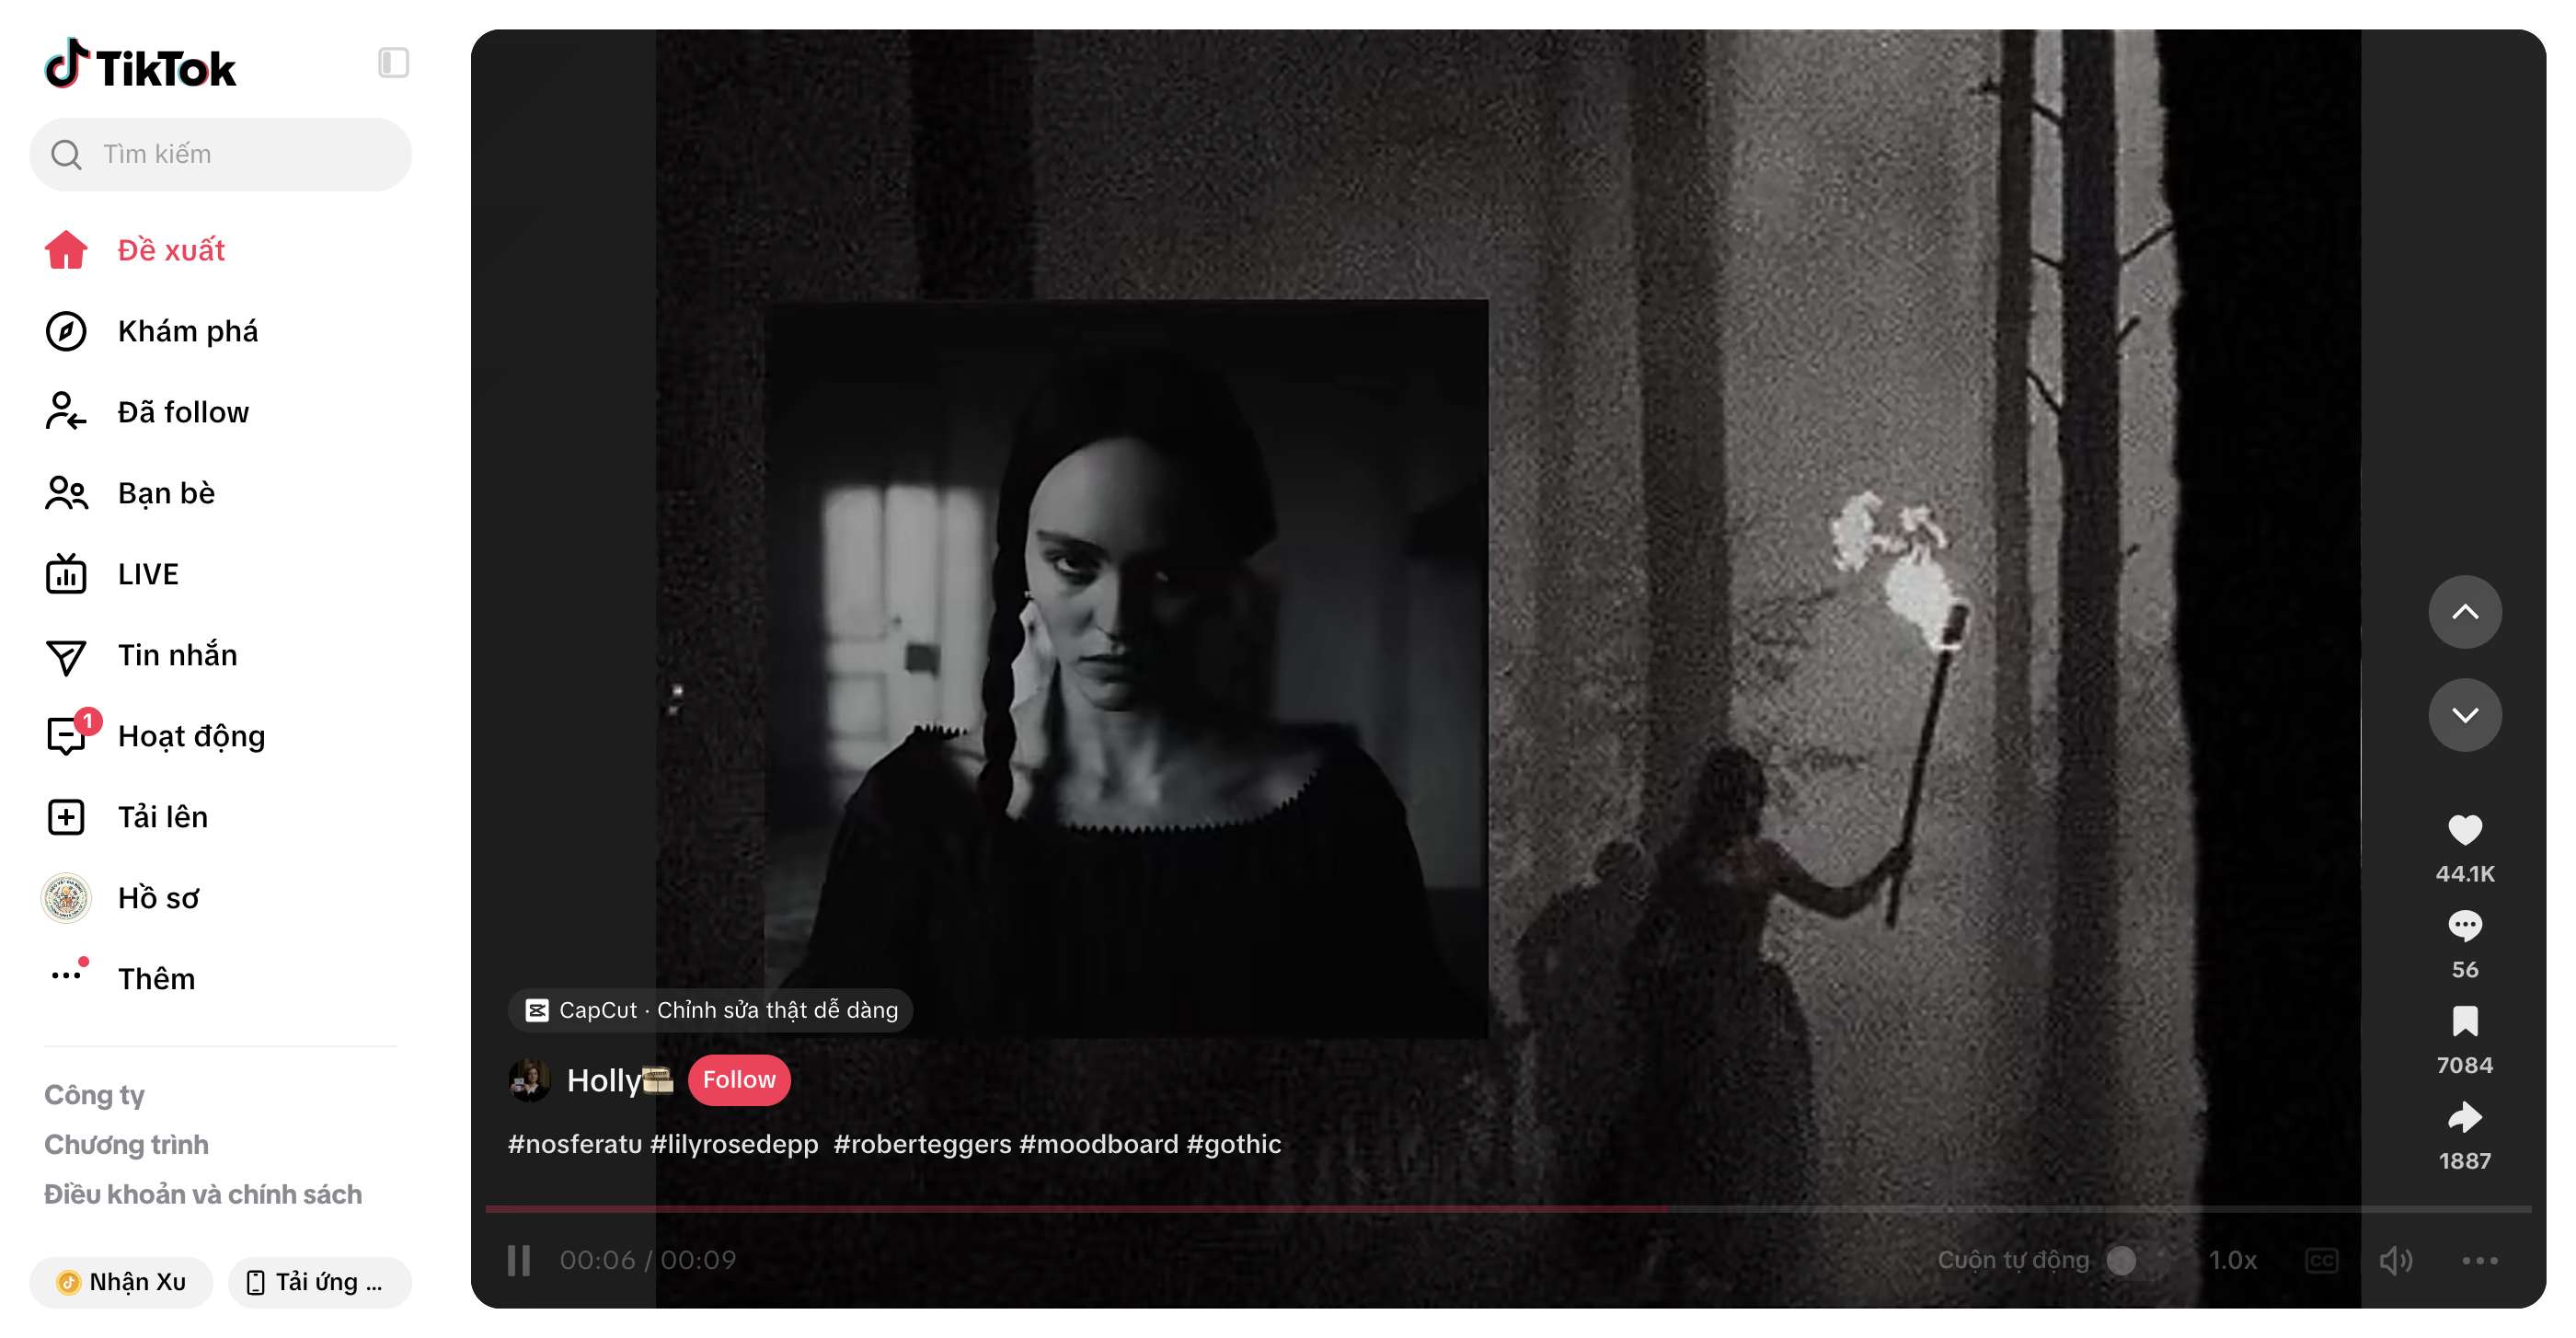 TikTok
Tìm kiếm
Đề xuất
Khám phá
Đã follow
Bạn bè
LIVE
Tin nhắn
1
Hoạt động
Tải lên
Hồ sơ
Thêm
Công ty
Chương trình
Điều khoản và chính sách
Nhận Xu
Tải ứng ...
CapCut · Chỉnh sửa thật dễ dàng
Holly
Follow
#nosferatu #lilyrosedepp #roberteggers #moodboard #gothic
00:06 / 00:09
Cuộn tự động
1.0x
CC
44.1K
56
7084
1887